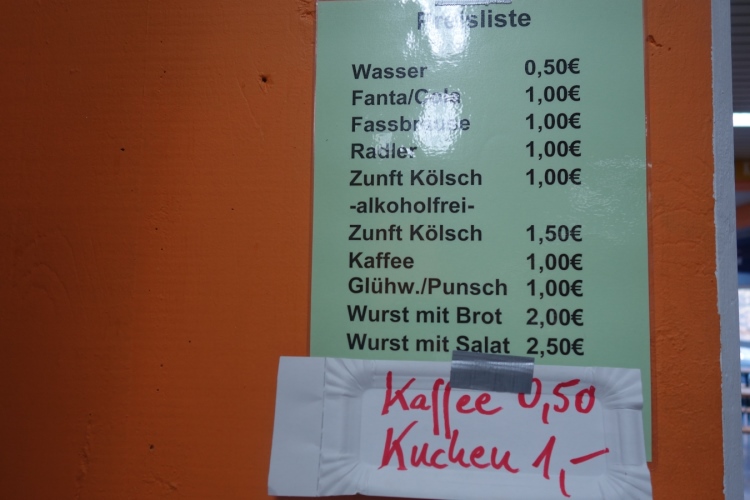 Preisliste
Wasser 0,50€
Fanta/Cola 1,00€
Fassbrause 1,00€
Radler 1,00€
Zunft Kölsch 1,00€
-alkoholfrei-
Zunft Kölsch 1,50€
Kaffee 1,00€
Glühw./Punsch 1,00€
Wurst mit Brot 2,00€
Wurst mit Salat 2,50€
Kaffee 0,50
Kuchen 1,-